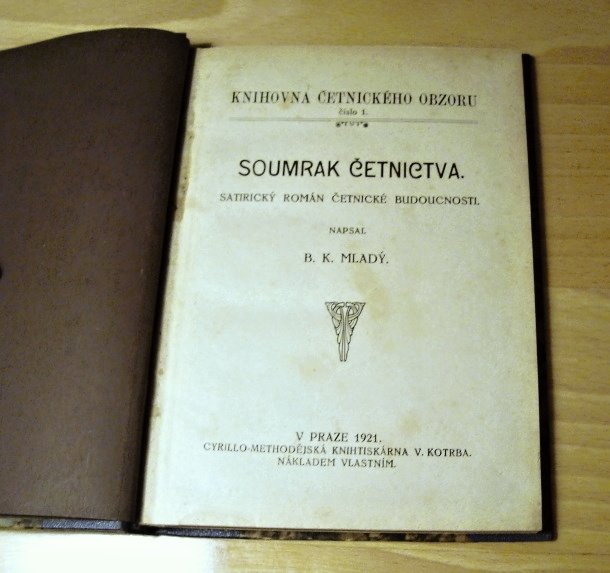 KNIHOVNA ČETNICKÉHO OBZORU
číslo 1.
SOUMRAK ČETNICTVA.
SATIRICKÝ ROMÁN ČETNICKÉ BUDOUCNOSTI.
NAPSAL
B. K. MLADÝ.
V PRAZE 1921.
CYRILLO-METHODĚJSKÁ KNIHTISKÁRNA V. KOTRBA.
NÁKLADEM VLASTNÍM.